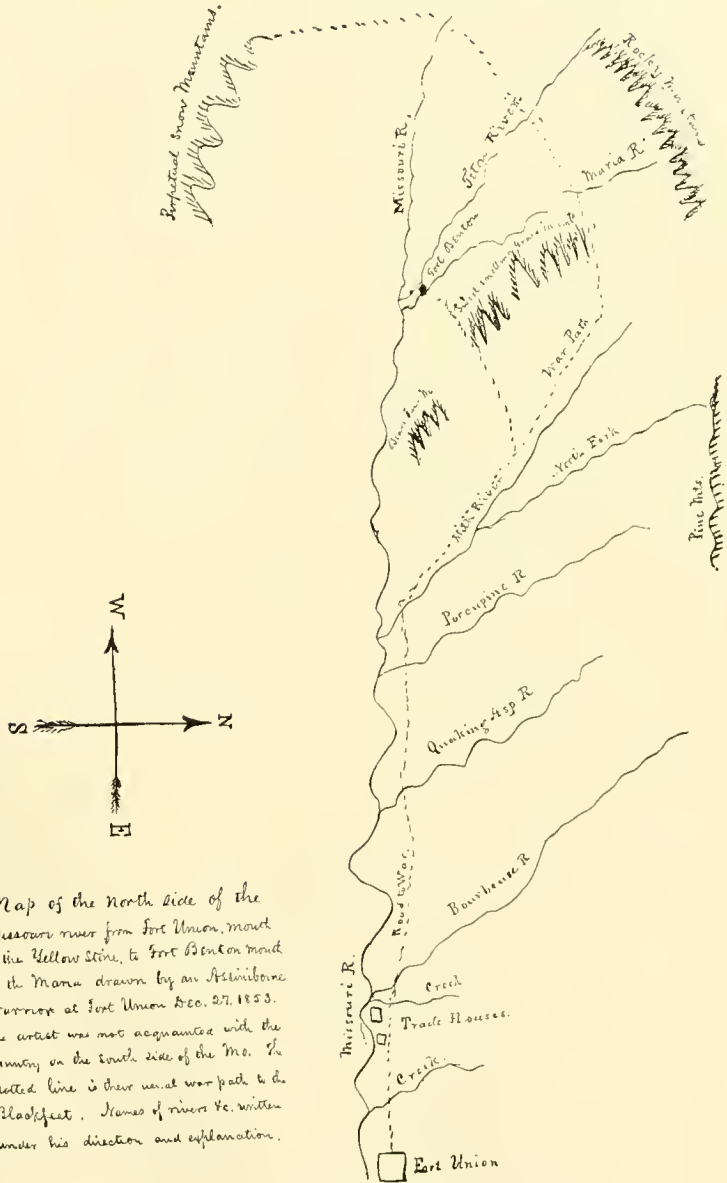 Perpetual Snow Mountains.
Rocky Mountains
Missouri R.
Teton River.
Maria R.
Fort Benton
War Path
Milk River
North Fork
Pine Mts.
Porcupine R
Quaking Asp R
Road to War.
Bourbeuse R
Missouri R.
Creek
Trade Houses.
Creek.
Fort Union
W
S
N
E
Map of the north side of the
Missouri river from Fort Union, mouth
the Yellow Stone, to Fort Benton mouth
the Maria drawn by an Assiniboine
warrior at Fort Union Dec. 27, 1853.
artist was not acquainted with the
country on the south side of the Mo. The
dotted line is their usual war path to the
Blackfeet. Names of rivers &c. written
under his direction and explanation.